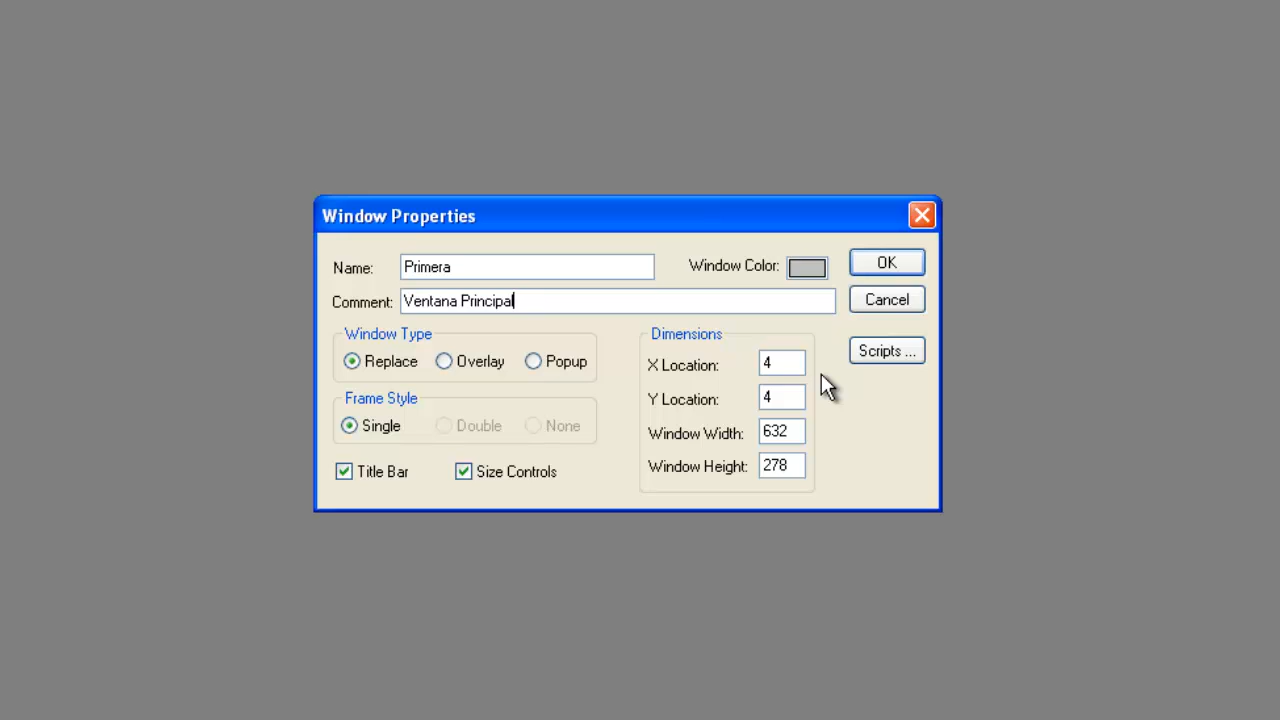 Window Properties
Name: Primera Window Color: OK
Comment: Ventana Principal Cancel
Window Type Dimensions
Scripts ...
Replace Overlay Popup X Location: 4
Frame Style Y Location: 4
Single Double None Window Width: 632
Title Bar Size Controls Window Height: 278